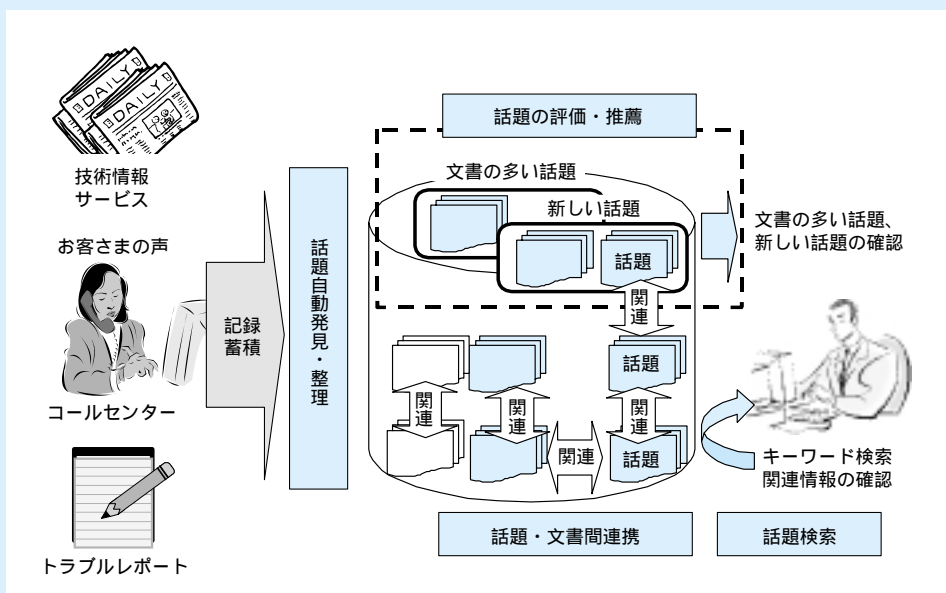 DAILY
DAILY
技術情報
サービス
お客さまの声
コールセンター
トラブルレポート
記録
蓄積
話題自動発見・整理
話題の評価・推薦
文書の多い話題
新しい話題
話題
関連
話題
関連
関連
関連
関連
話題
文書の多い話題、
新しい話題の確認
キーワード検索
関連情報の確認
話題・文書間連携
話題検索